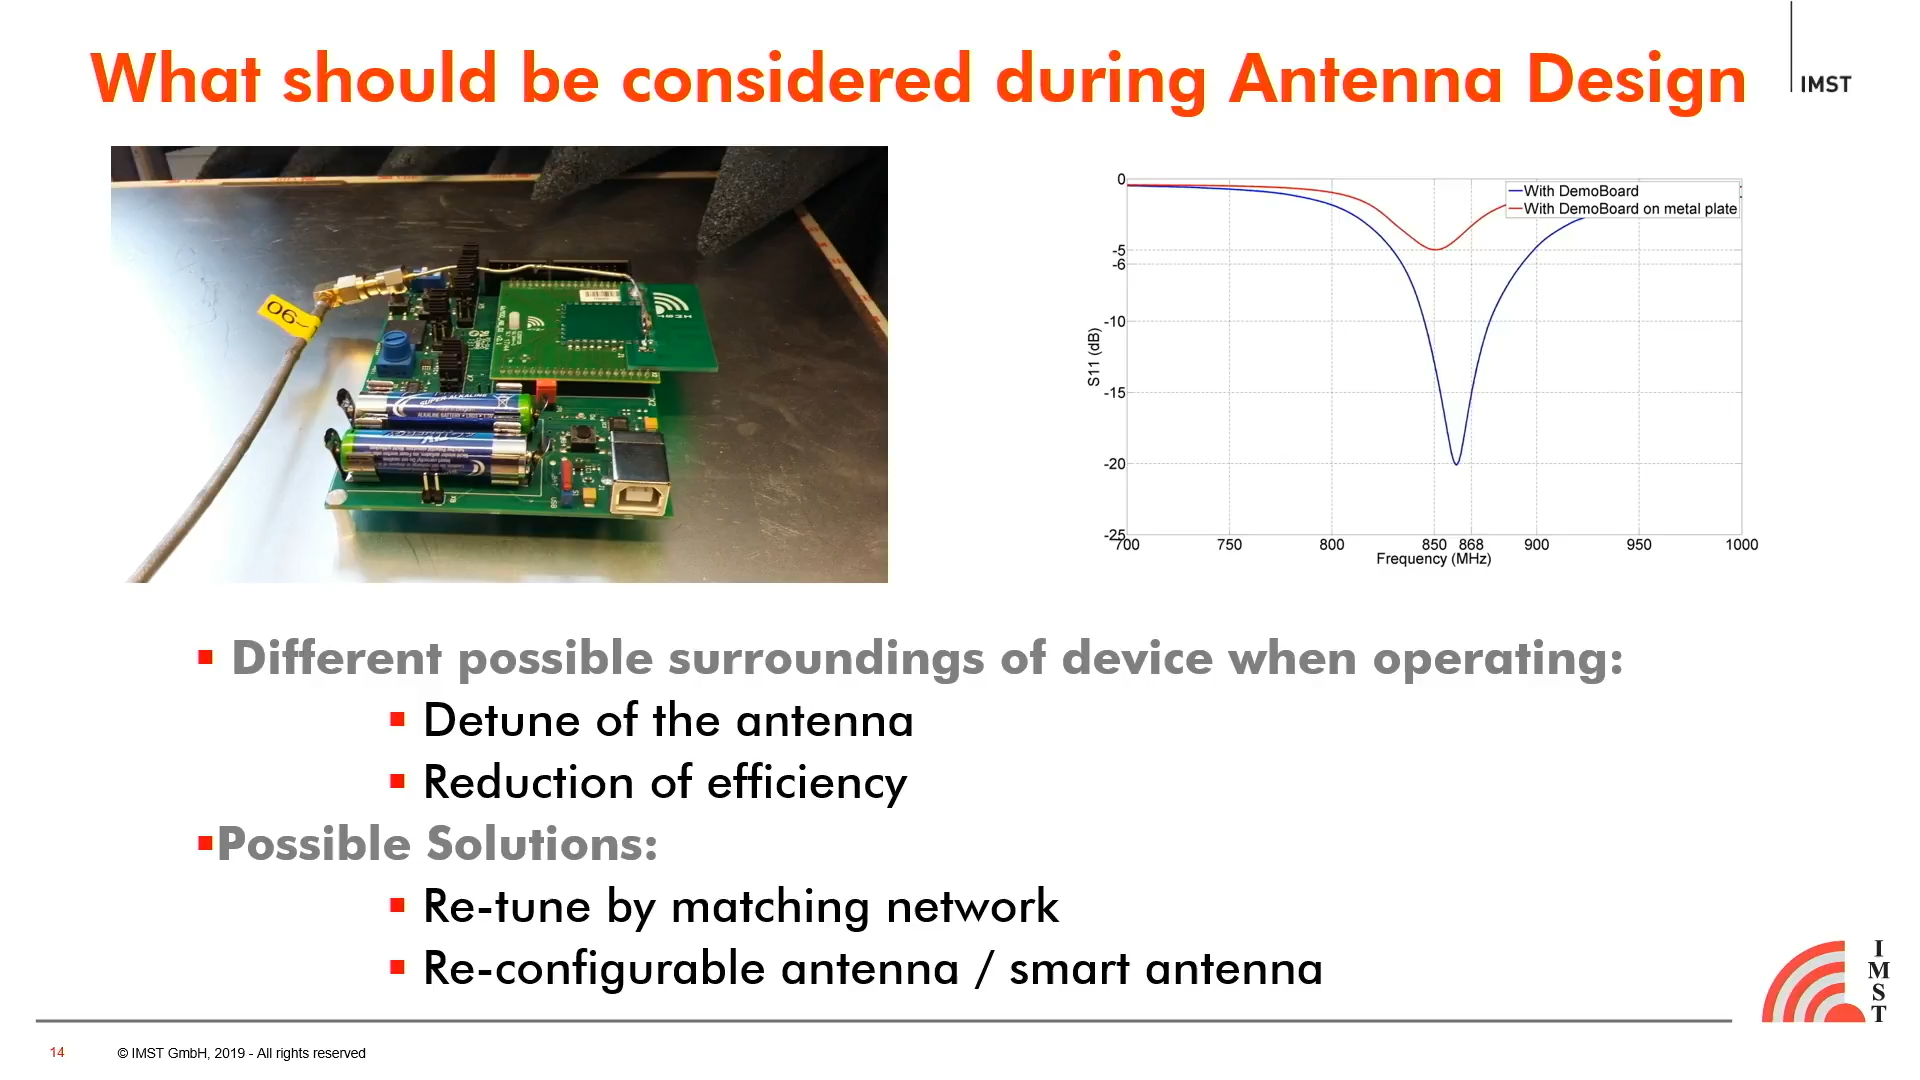 What should be considered during Antenna Design
IMST
06-
SUPER ALKALINE
0
With DemoBoard
With DemoBoard on metal plate
-5
-6
-10
S11 (dB)
-15
-20
-25
700 750 800 850 868 900 950 1000
Frequency (MHz)
Different possible surroundings of device when operating:
Detune of the antenna
Reduction of efficiency
Possible Solutions:
Re-tune by matching network
Re-configurable antenna / smart antenna
I
M
S
T
14 © IMST GmbH, 2019 - All rights reserved